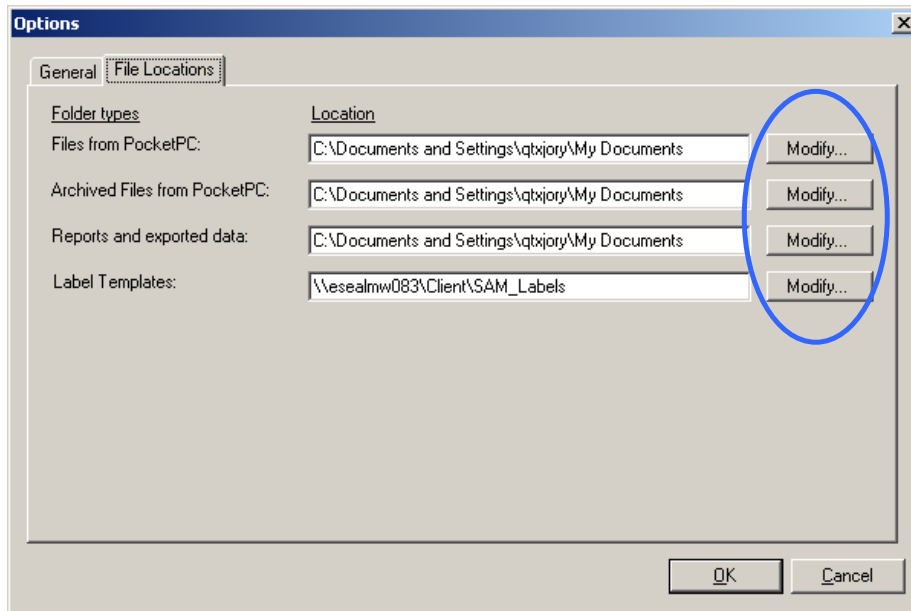 Options
General File Locations
Folder types Location
Files from PocketPC: C:\Documents and Settings\qtxjory\My Documents Modify...
Archived Files from PocketPC: C:\Documents and Settings\qtxjory\My Documents Modify...
Reports and exported data: C:\Documents and Settings\qtxjory\My Documents Modify...
Label Templates: \\esealmw083\Client\SAM_Labels Modify...
OK Cancel